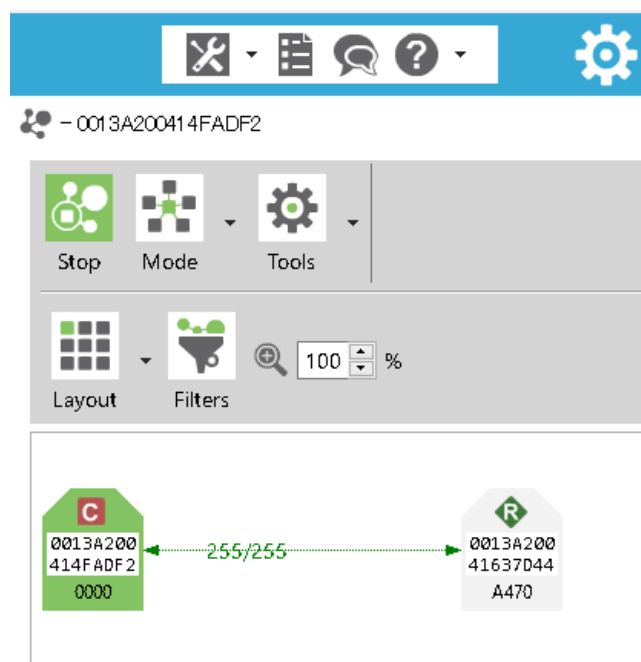 - 0013A200414FADF2
Stop Mode Tools
100 %
Layout Filters
C
R
0013A200
414FADF2
0000
255/255
0013A200
41637D44
A470